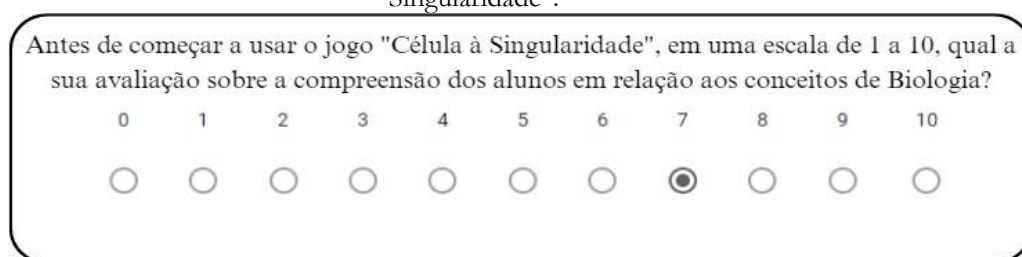 Singularidade".
Antes de começar a usar o jogo "Célula à Singularidade", em uma escala de 1 a 10, qual a
sua avaliação sobre a compreensão dos alunos em relação aos conceitos de Biologia?
0 1 2 3 4 5 6 7 8 9 10